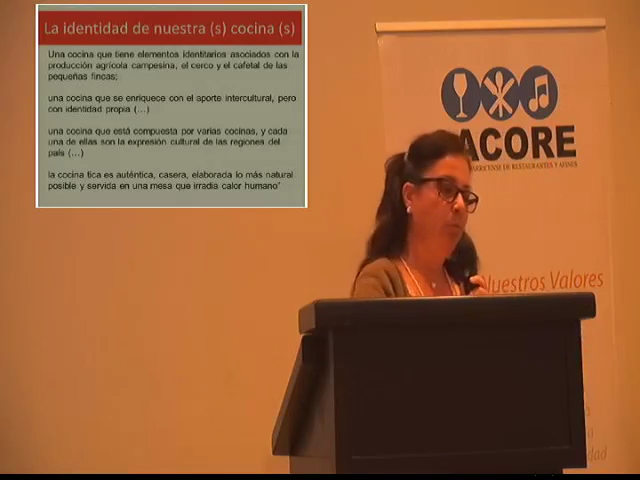 La identidad de nuestra (s) cocina (s)
Una cocina que tiene elementos identitarios asociados con la
producción agrícola campesina, el cerco y el cafetal de las
pequeñas fincas;
una cocina que se enriquece con el aporte intercultural, pero
con identidad propia (…)
una cocina que está compuesta por varias cocinas, y cada
una de ellas son la expresión cultural de las regiones del
país (…)
la cocina tica es auténtica, casera, elaborada lo más natural
posible y servida en una mesa que irradia calor humano"
ACORE
DE RESTAURANTES Y AFINES
Nuestros Valores